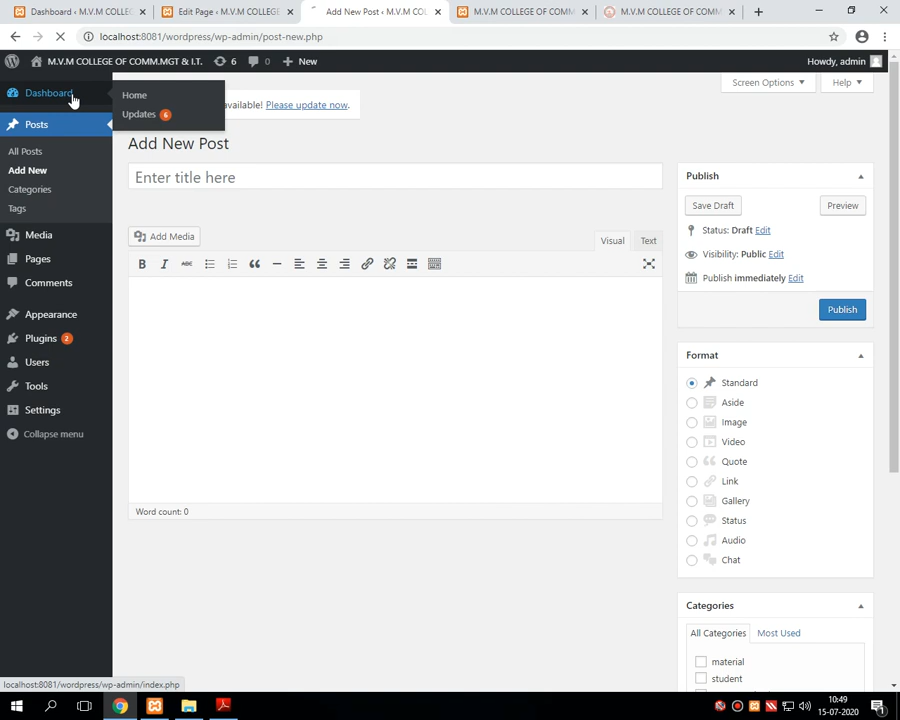 Dashboard ‹ M.V.M COLLEGE OF
Edit Page ‹ M.V.M COLLEGE
Add New Post ‹ M.V.M COL
M.V.M COLLEGE OF COMM
M.V.M COLLEGE OF COMM.
localhost:8081/wordpress/wp-admin/post-new.php
M.V.M COLLEGE OF COMM.MGT & I.T.
6
0
New
Howdy, admin
Dashboard
Home
Updates 6
available! Please update now.
Screen Options
Help
Posts
All Posts
Add New
Categories
Tags
Media
Pages
Comments
Appearance
Plugins 2
Users
Tools
Settings
Collapse menu
Add New Post
Enter title here
Add Media
Visual
Text
B I ABC
Word count: 0
Publish
Save Draft
Preview
Status: Draft Edit
Visibility: Public Edit
Publish immediately Edit
Publish
Format
Standard
Aside
Image
Video
Quote
Link
Gallery
Status
Audio
Chat
Categories
All Categories
Most Used
material
student
localhost:8081/wordpress/wp-admin/index.php
10:49
15-07-2020
1